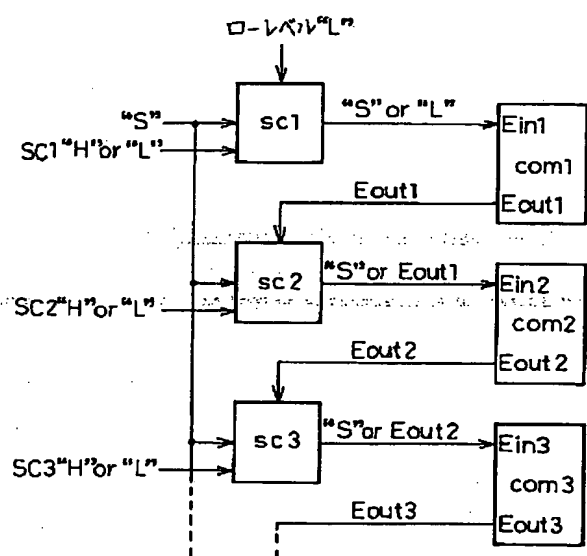 ローレベル"L"
"S"
sc1
"S" or "L"
Ein1
SC1"H"or "L"
com1
Eout1
Eout1
sc2
"S"or Eout1
Ein2
SC2"H"or "L"
com2
Eout2
Eout2
sc3
"S"or Eout2
Ein3
SC3"H"or "L"
com3
Eout3
Eout3